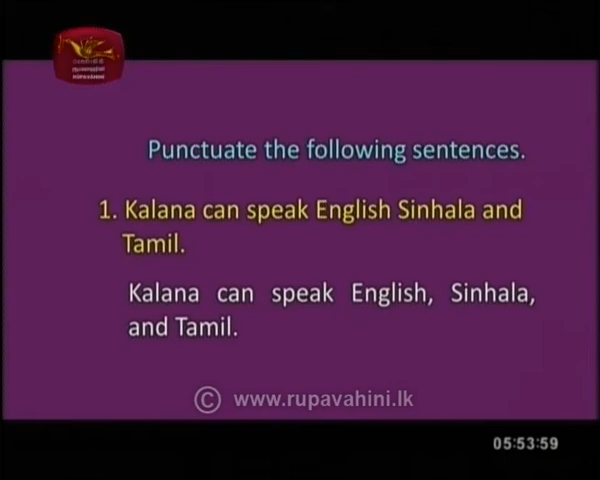 Punctuate the following sentences.
1. Kalana can speak English Sinhala and
Tamil.
Kalana can speak English, Sinhala,
and Tamil.
© www.rupavahini.lk
05:53:59